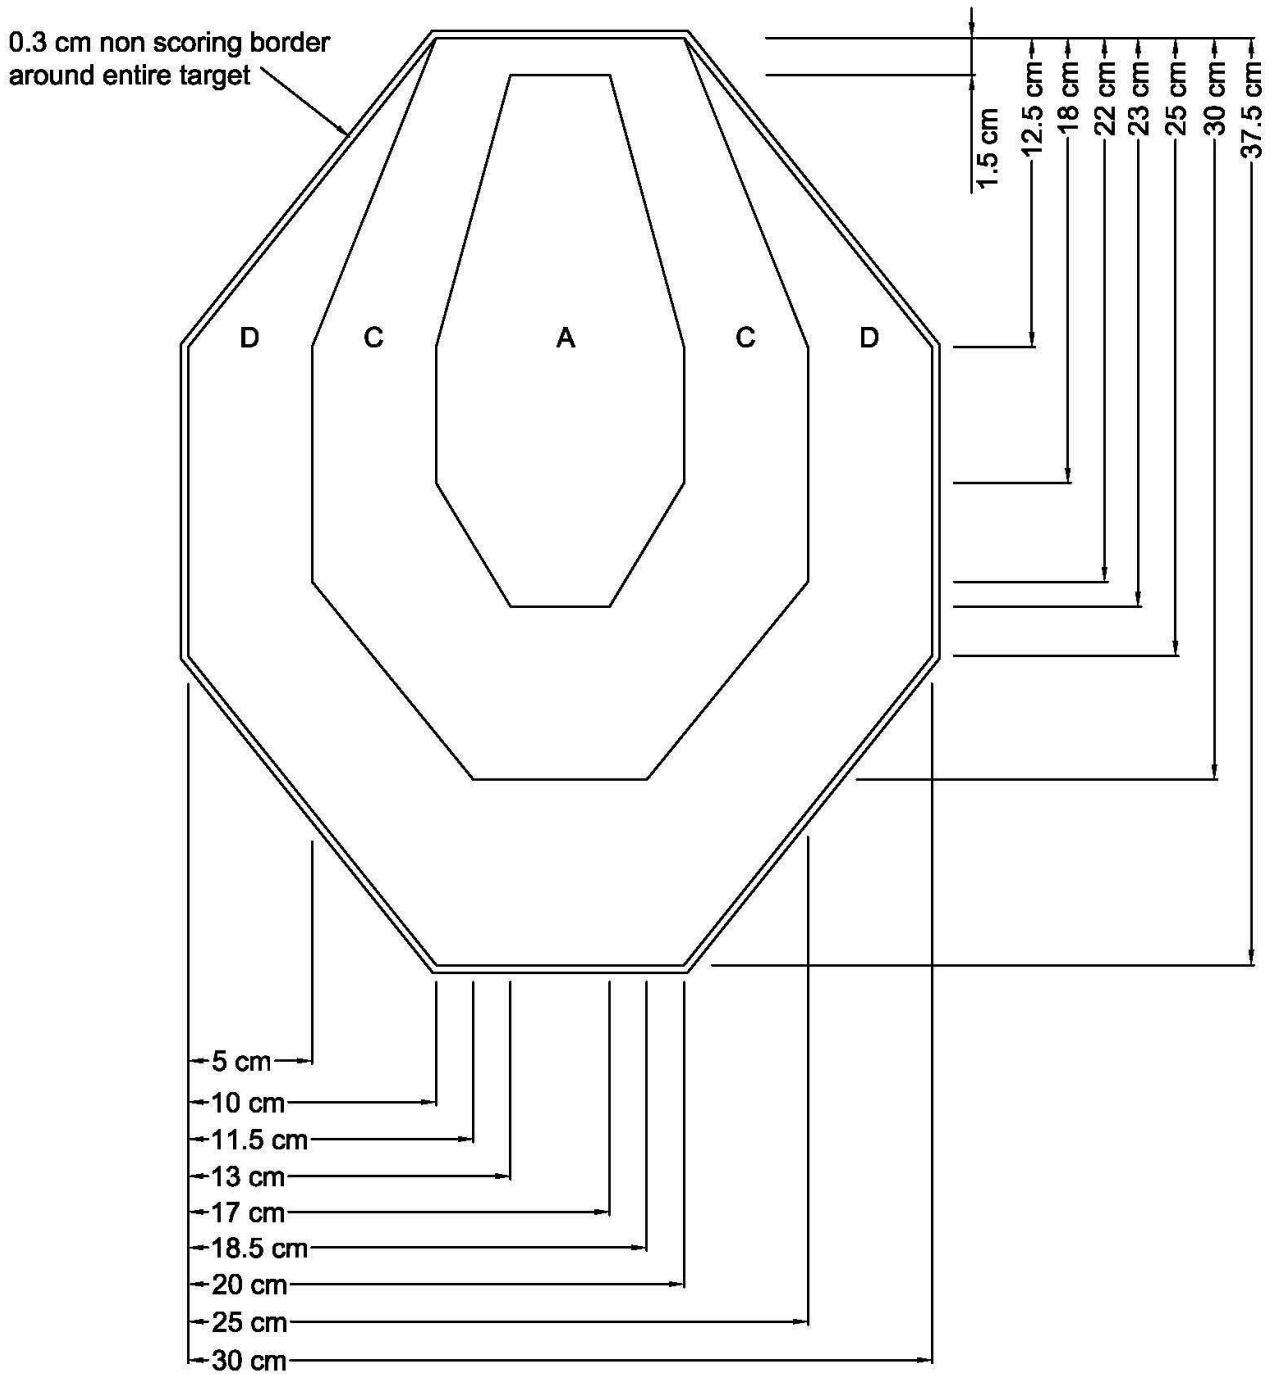 0.3 cm non scoring border
around entire target
1.5 cm
12.5 cm
18 cm
22 cm
23 cm
25 cm
30 cm
37.5 cm
D
C
A
C
D
5 cm
10 cm
11.5 cm
13 cm
17 cm
18.5 cm
20 cm
25 cm
30 cm